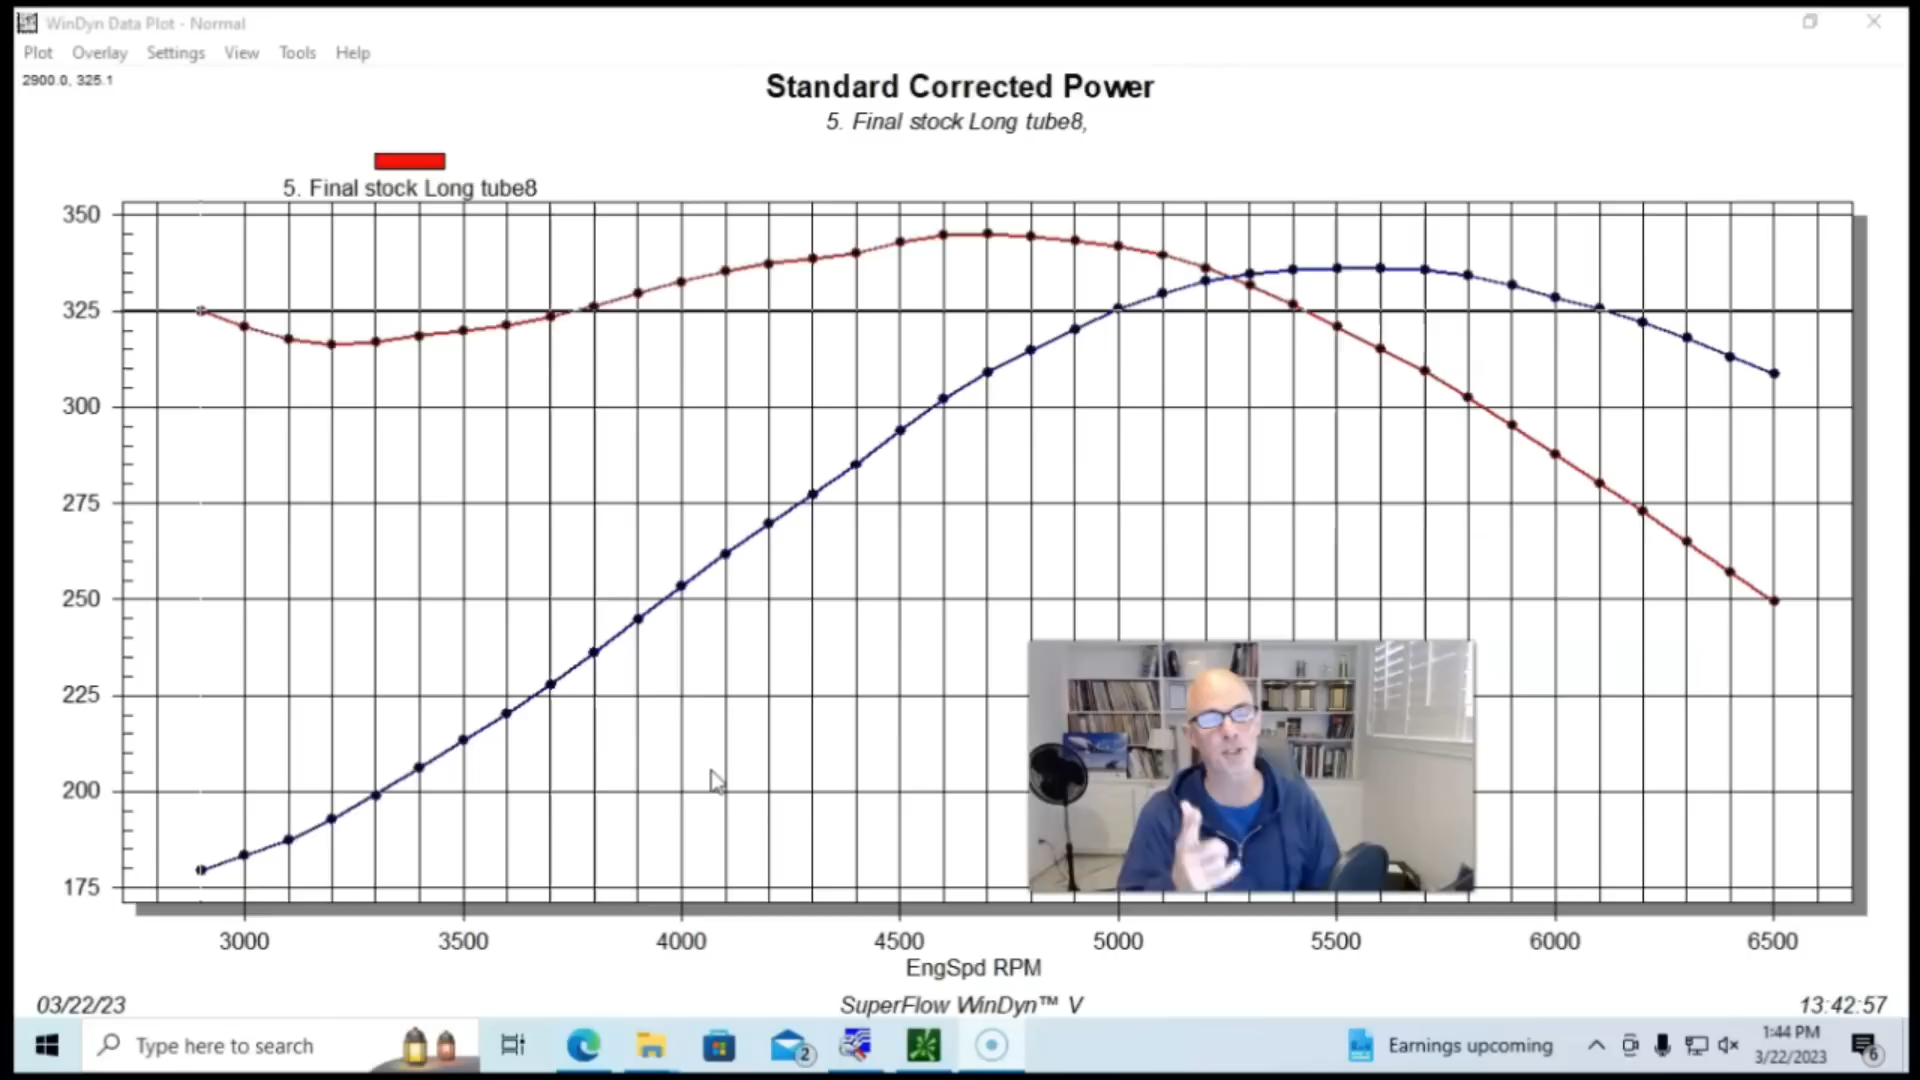 WinDyn Data Plot - Normal
Plot Overlay Settings View Tools Help
2900.0, 325.1
Standard Corrected Power
5. Final stock Long tube8,
5. Final stock Long tube8
350
325
300
275
250
225
200
175
3000 3500 4000 4500 5000 5500 6000 6500
EngSpd RPM
03/22/23 SuperFlow WinDyn™ V 13:42:57
Type here to search
2
Earnings upcoming
1:44 PM
3/22/2023
6